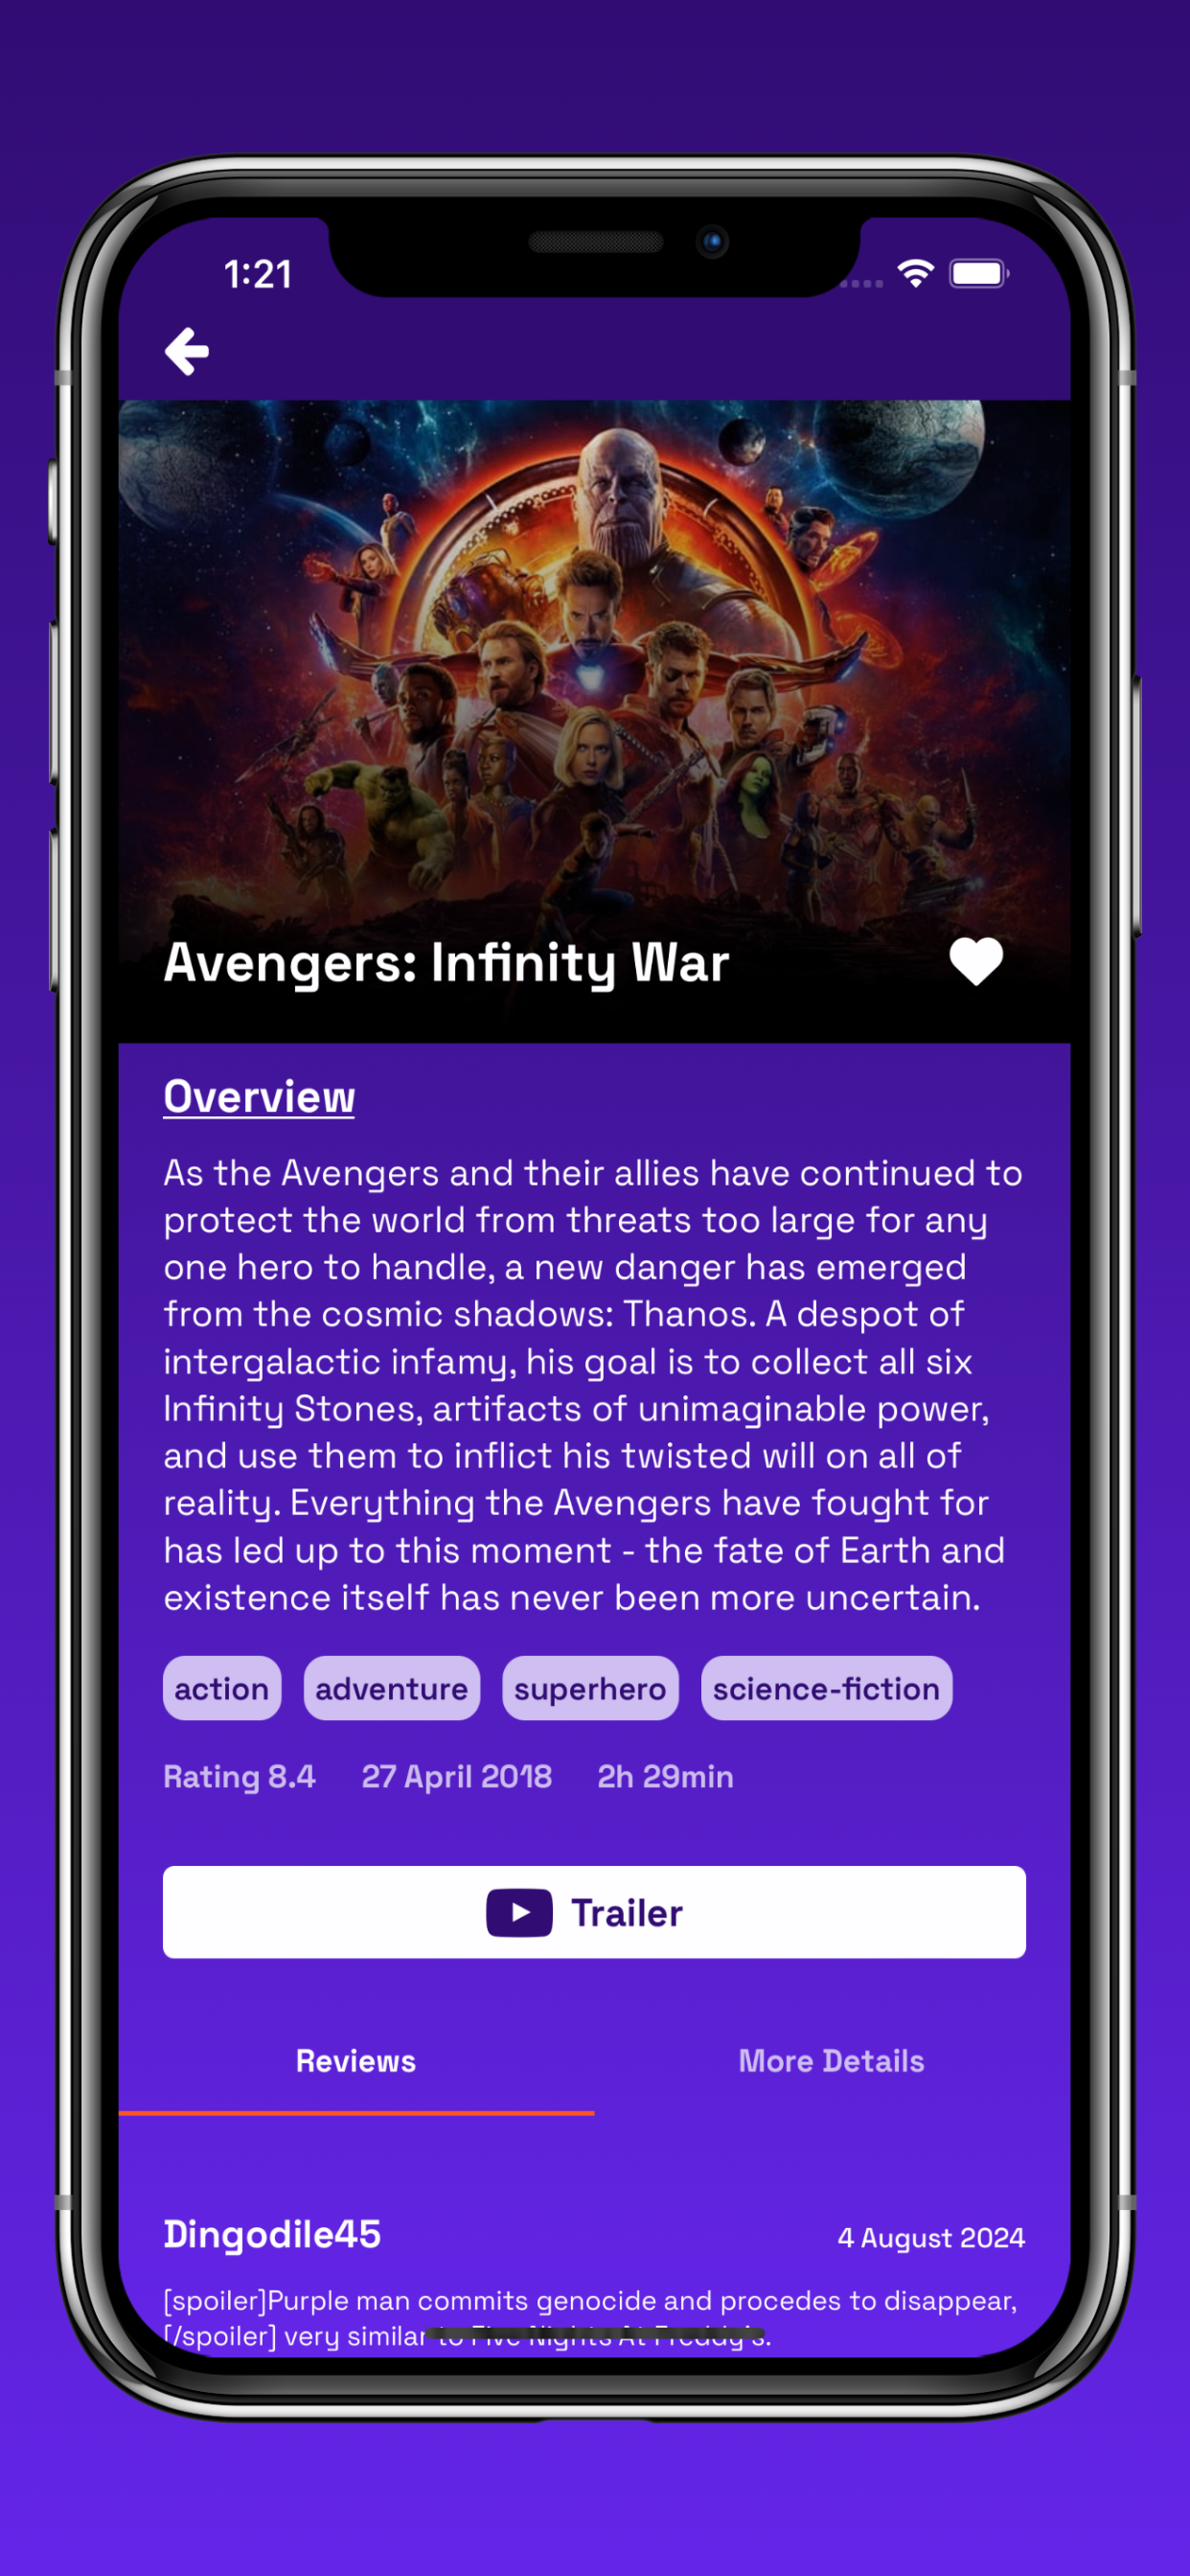 1:21
Avengers: Infinity War
Overview
As the Avengers and their allies have continued to
protect the world from threats too large for any
one hero to handle, a new danger has emerged
from the cosmic shadows: Thanos. A despot of
intergalactic infamy, his goal is to collect all six
Infinity Stones, artifacts of unimaginable power,
and use them to inflict his twisted will on all of
reality. Everything the Avengers have fought for
has led up to this moment - the fate of Earth and
existence itself has never been more uncertain.
action adventure superhero science-fiction
Rating 8.4 27 April 2018 2h 29min
Trailer
Reviews More Details
Dingodile45 4 August 2024
[spoiler]Purple man commits genocide and procedes to disappear,
[/spoiler] very similar to Five Nights At Freddy's.